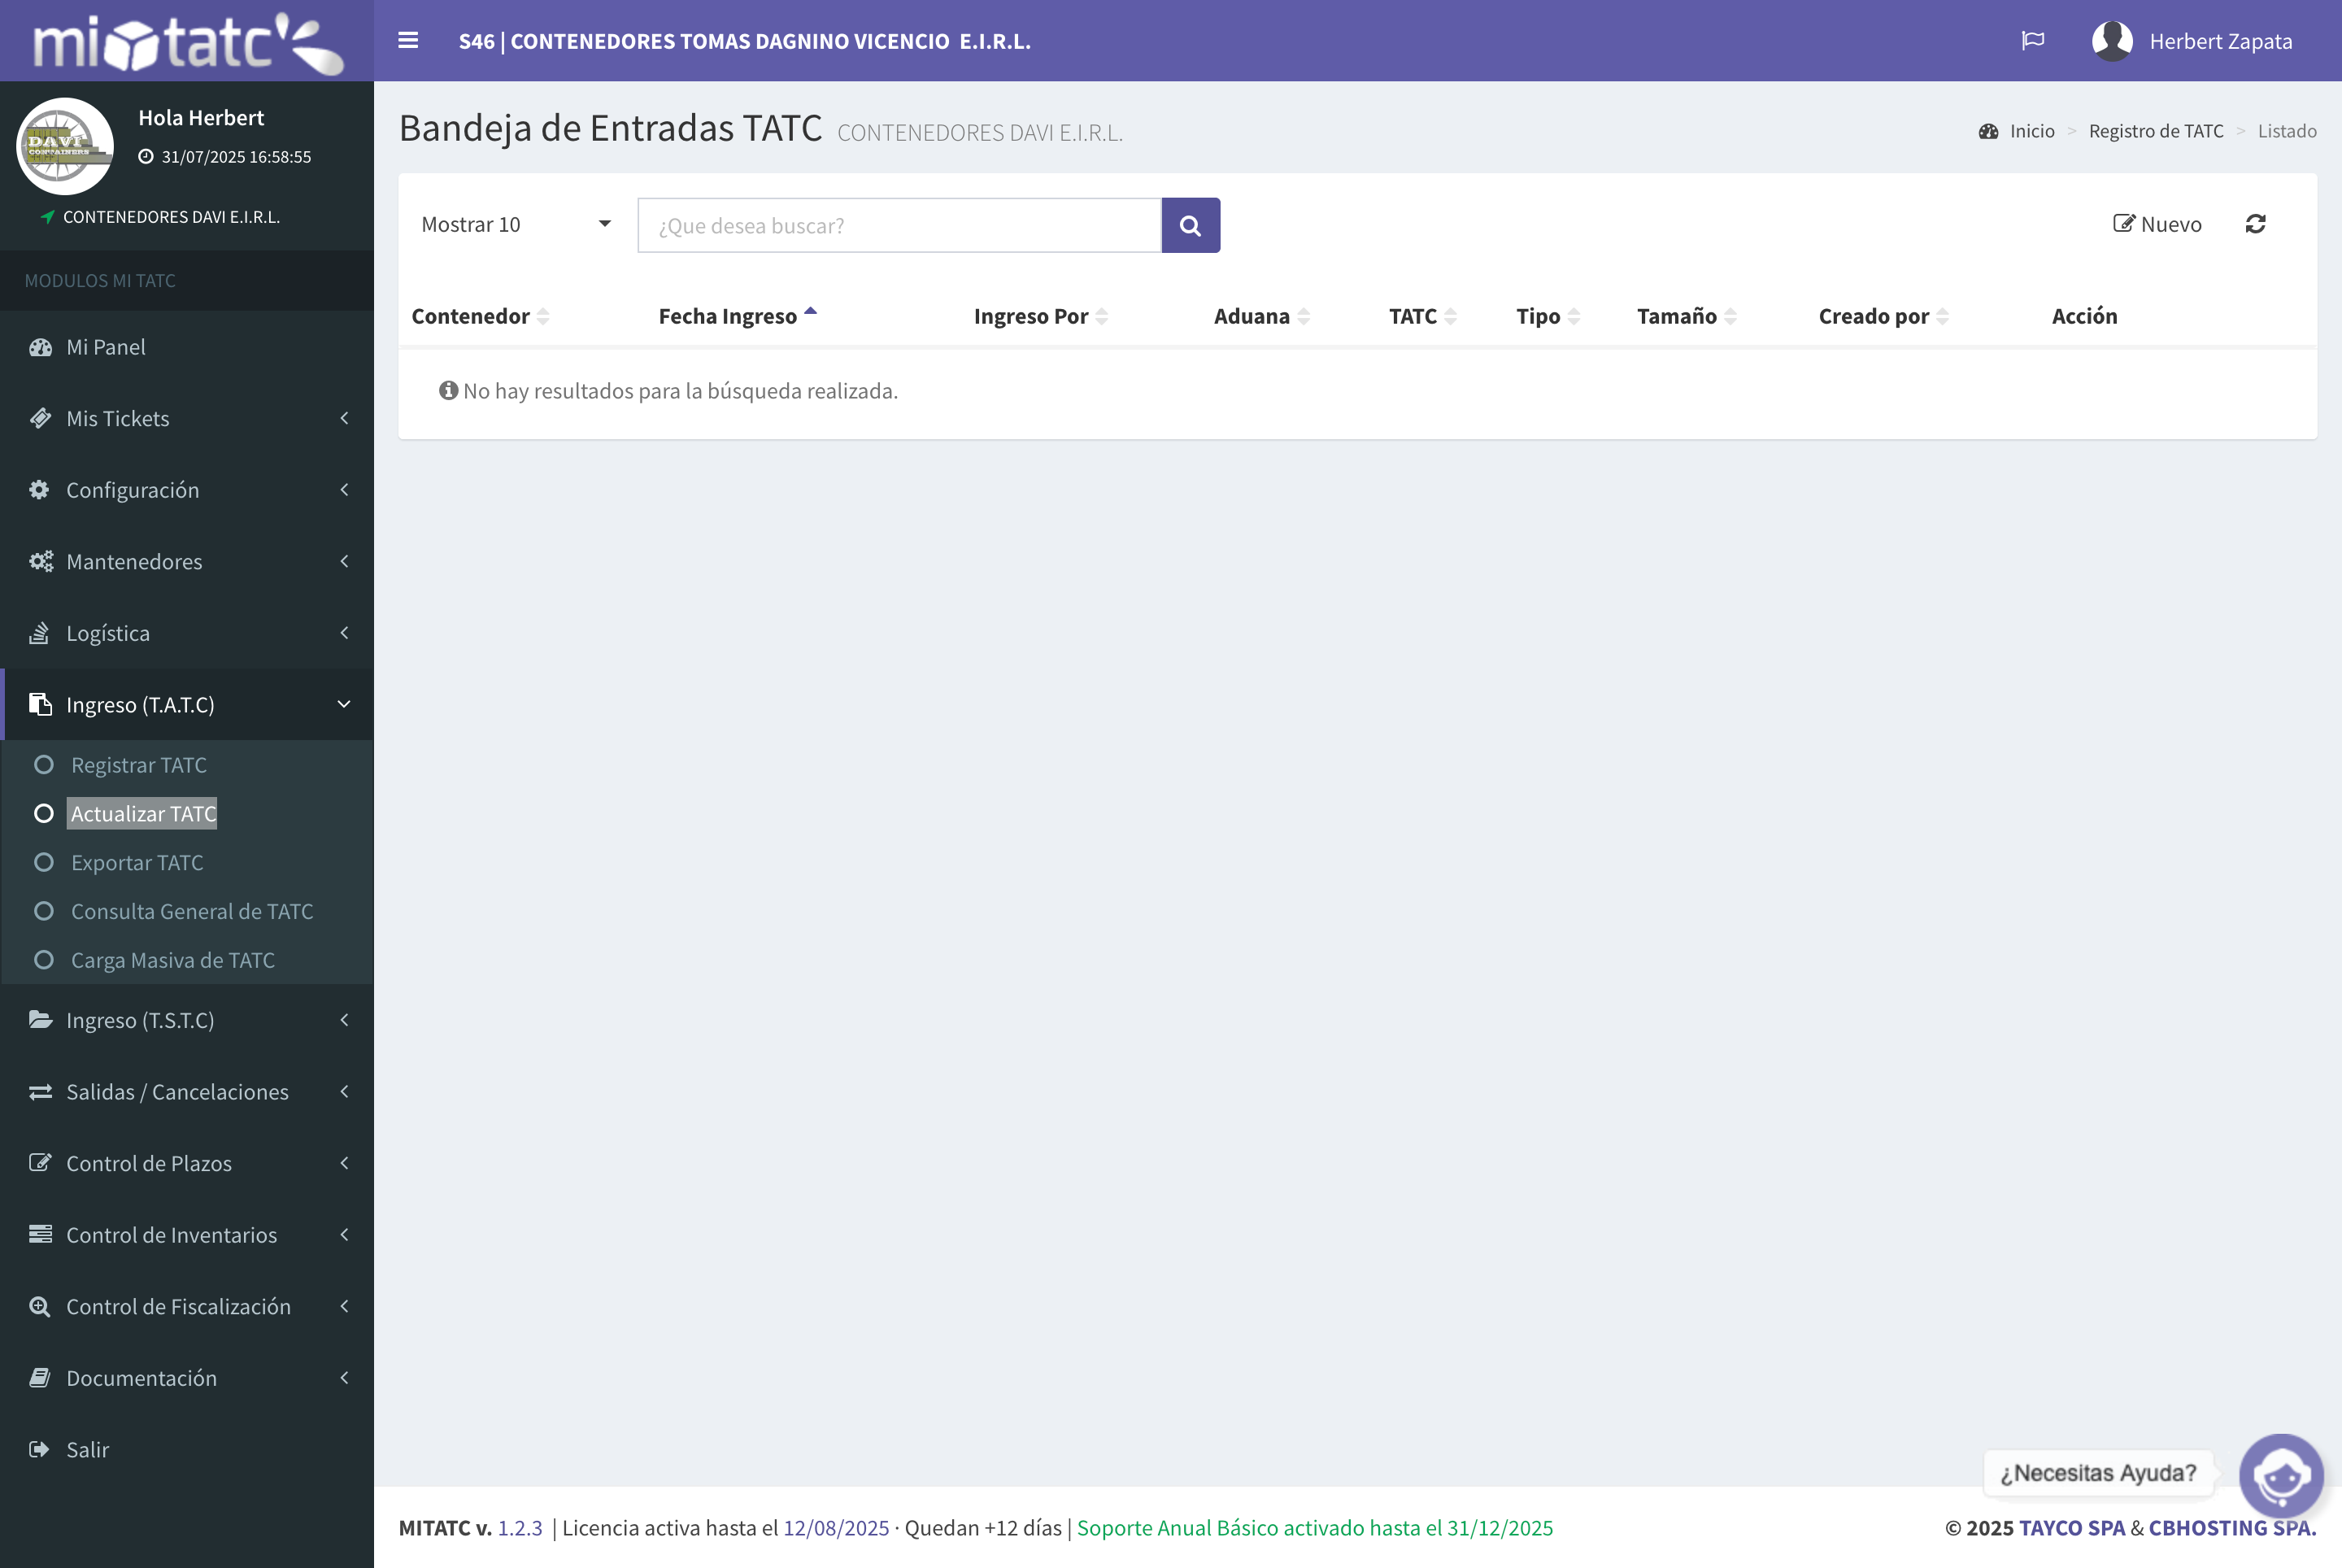 miotatc
S46 | CONTENEDORES TOMAS DAGNINO VICENCIO E.I.R.L.
Herbert Zapata
DAVI
CONTAINERS
Hola Herbert
31/07/2025 16:58:55
CONTENEDORES DAVI E.I.R.L.
MODULOS MI TATC
Mi Panel
Mis Tickets
Configuración
Mantenedores
Logística
Ingreso (T.A.T.C)
Registrar TATC
Actualizar TATC
Exportar TATC
Consulta General de TATC
Carga Masiva de TATC
Ingreso (T.S.T.C)
Salidas / Cancelaciones
Control de Plazos
Control de Inventarios
Control de Fiscalización
Documentación
Salir
Bandeja de Entradas TATC CONTENEDORES DAVI E.I.R.L.
Inicio > Registro de TATC > Listado
Mostrar 10
¿Que desea buscar?
Nuevo
Contenedor Fecha Ingreso Ingreso Por Aduana TATC Tipo Tamaño Creado por Acción
No hay resultados para la búsqueda realizada.
¿Necesitas Ayuda?
MITATC v. 1.2.3 | Licencia activa hasta el 12/08/2025 · Quedan +12 días | Soporte Anual Básico activado hasta el 31/12/2025
© 2025 TAYCO SPA & CBHOSTING SPA.